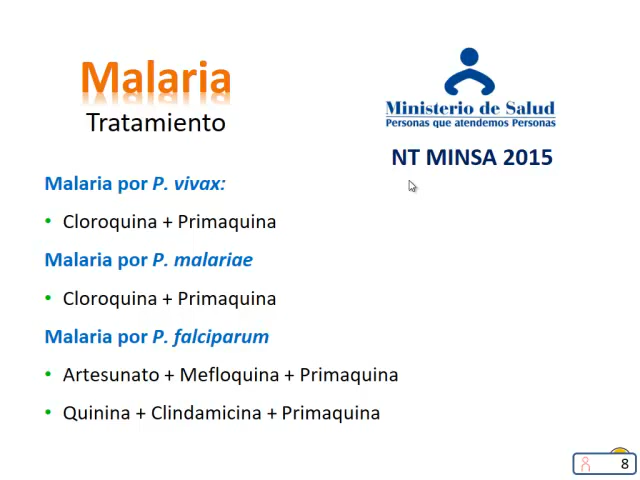 Malaria
Tratamiento
Ministerio de Salud
Personas que atendemos Personas
NT MINSA 2015
Malaria por P. vivax:
• Cloroquina + Primaquina
Malaria por P. malariae
• Cloroquina + Primaquina
Malaria por P. falciparum
• Artesunato + Mefloquina + Primaquina
• Quinina + Clindamicina + Primaquina
8